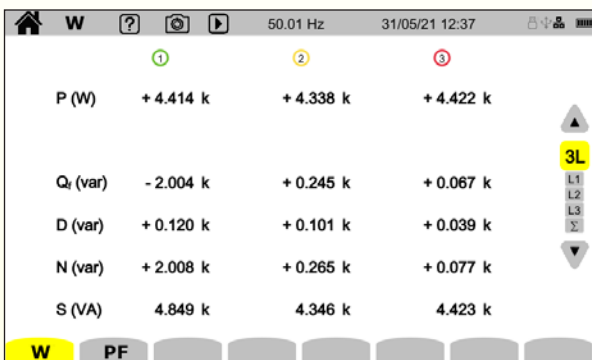 W ? 50.01 Hz 31/05/21 12:37
1 2 3
P (W) + 4.414 k + 4.338 k + 4.422 k
3L
Qf (var) - 2.004 k + 0.245 k + 0.067 k
L1
L2
L3
D (var) + 0.120 k + 0.101 k + 0.039 k
Σ
N (var) + 2.008 k + 0.265 k + 0.077 k
S (VA) 4.849 k 4.346 k 4.423 k
W PF